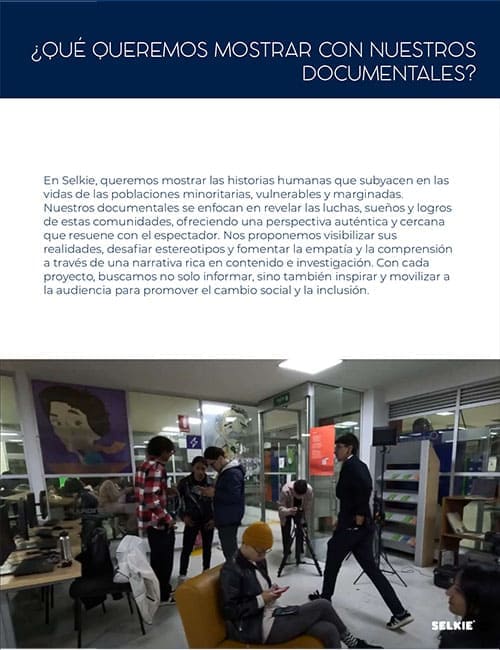 ¿QUÉ QUEREMOS MOSTRAR CON NUESTROS
DOCUMENTALES?
En Selkie, queremos mostrar las historias humanas que subyacen en las
vidas de las poblaciones minoritarias, vulnerables y marginadas.
Nuestros documentales se enfocan en revelar las luchas, sueños y logros
de estas comunidades, ofreciendo una perspectiva auténtica y cercana
que resuene con el espectador. Nos proponemos visibilizar sus
realidades, desafiar estereotipos y fomentar la empatía y la comprensión
a través de una narrativa rica en contenido e investigación. Con cada
proyecto, buscamos no solo informar, sino también inspirar y movilizar a
la audiencia para promover el cambio social y la inclusión.
SELKIE